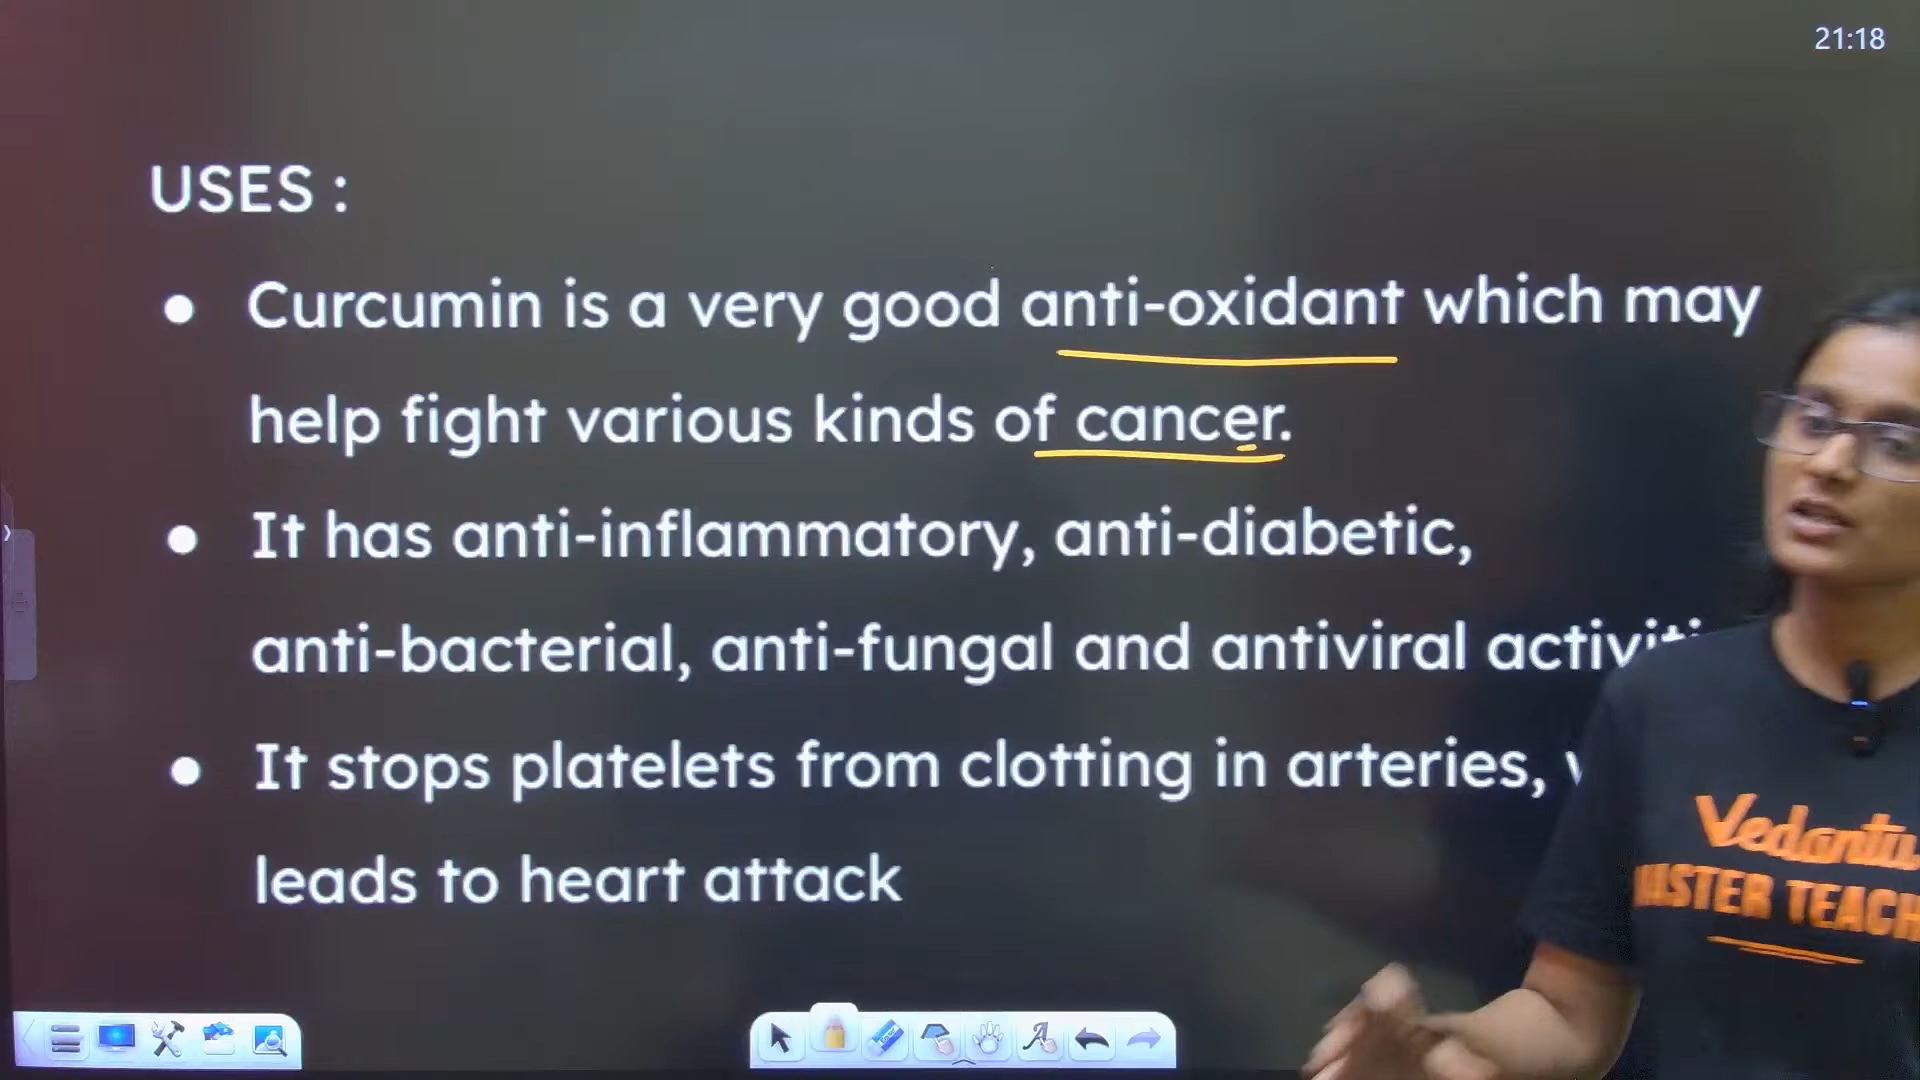 21:18
USES :
● Curcumin is a very good anti-oxidant which may
help fight various kinds of cancer.
● It has anti-inflammatory, anti-diabetic,
anti-bacterial, anti-fungal and antiviral
● It stops platelets from clotting in arteries,
leads to heart attack
Vedantu
MASTER TEACH